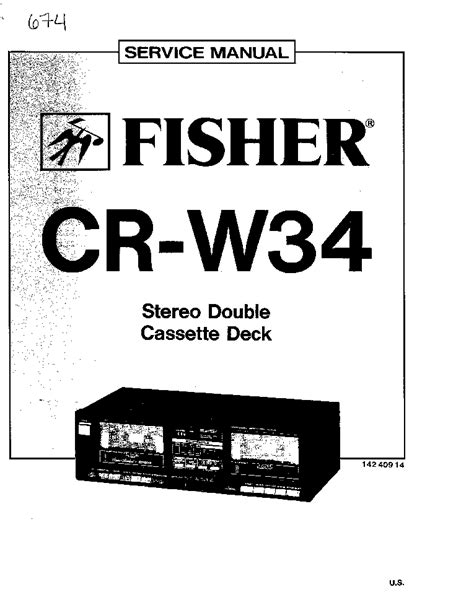 674
SERVICE MANUAL
FISHER®
CR-W34
Stereo Double
Cassette Deck
142 409 14
U.S.